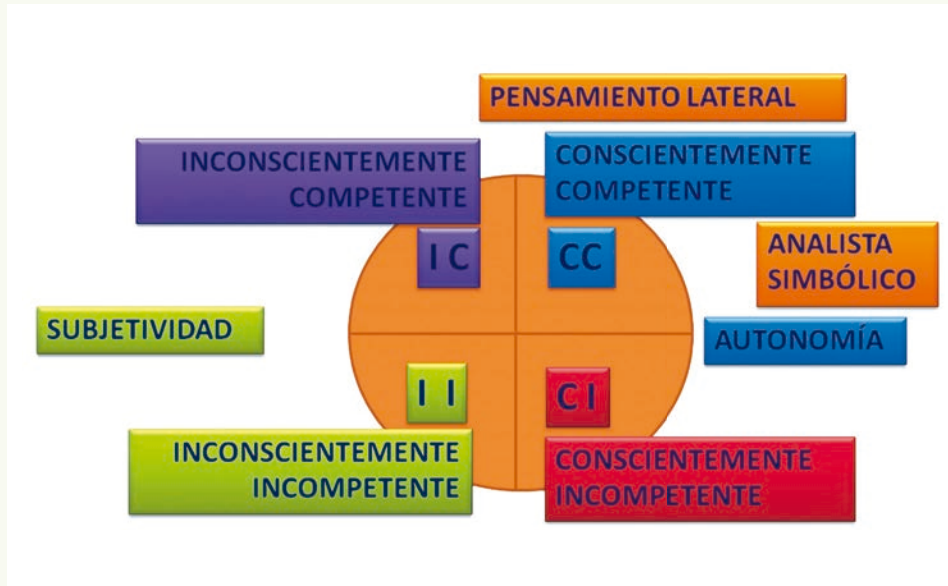 PENSAMIENTO LATERAL
INCONSCIENTEMENTE
COMPETENTE
CONSCIENTEMENTE
COMPETENTE
I C
CC
ANALISTA
SIMBÓLICO
SUBJETIVIDAD
AUTONOMÍA
I I
C I
INCONSCIENTEMENTE
INCOMPETENTE
CONSCIENTEMENTE
INCOMPETENTE